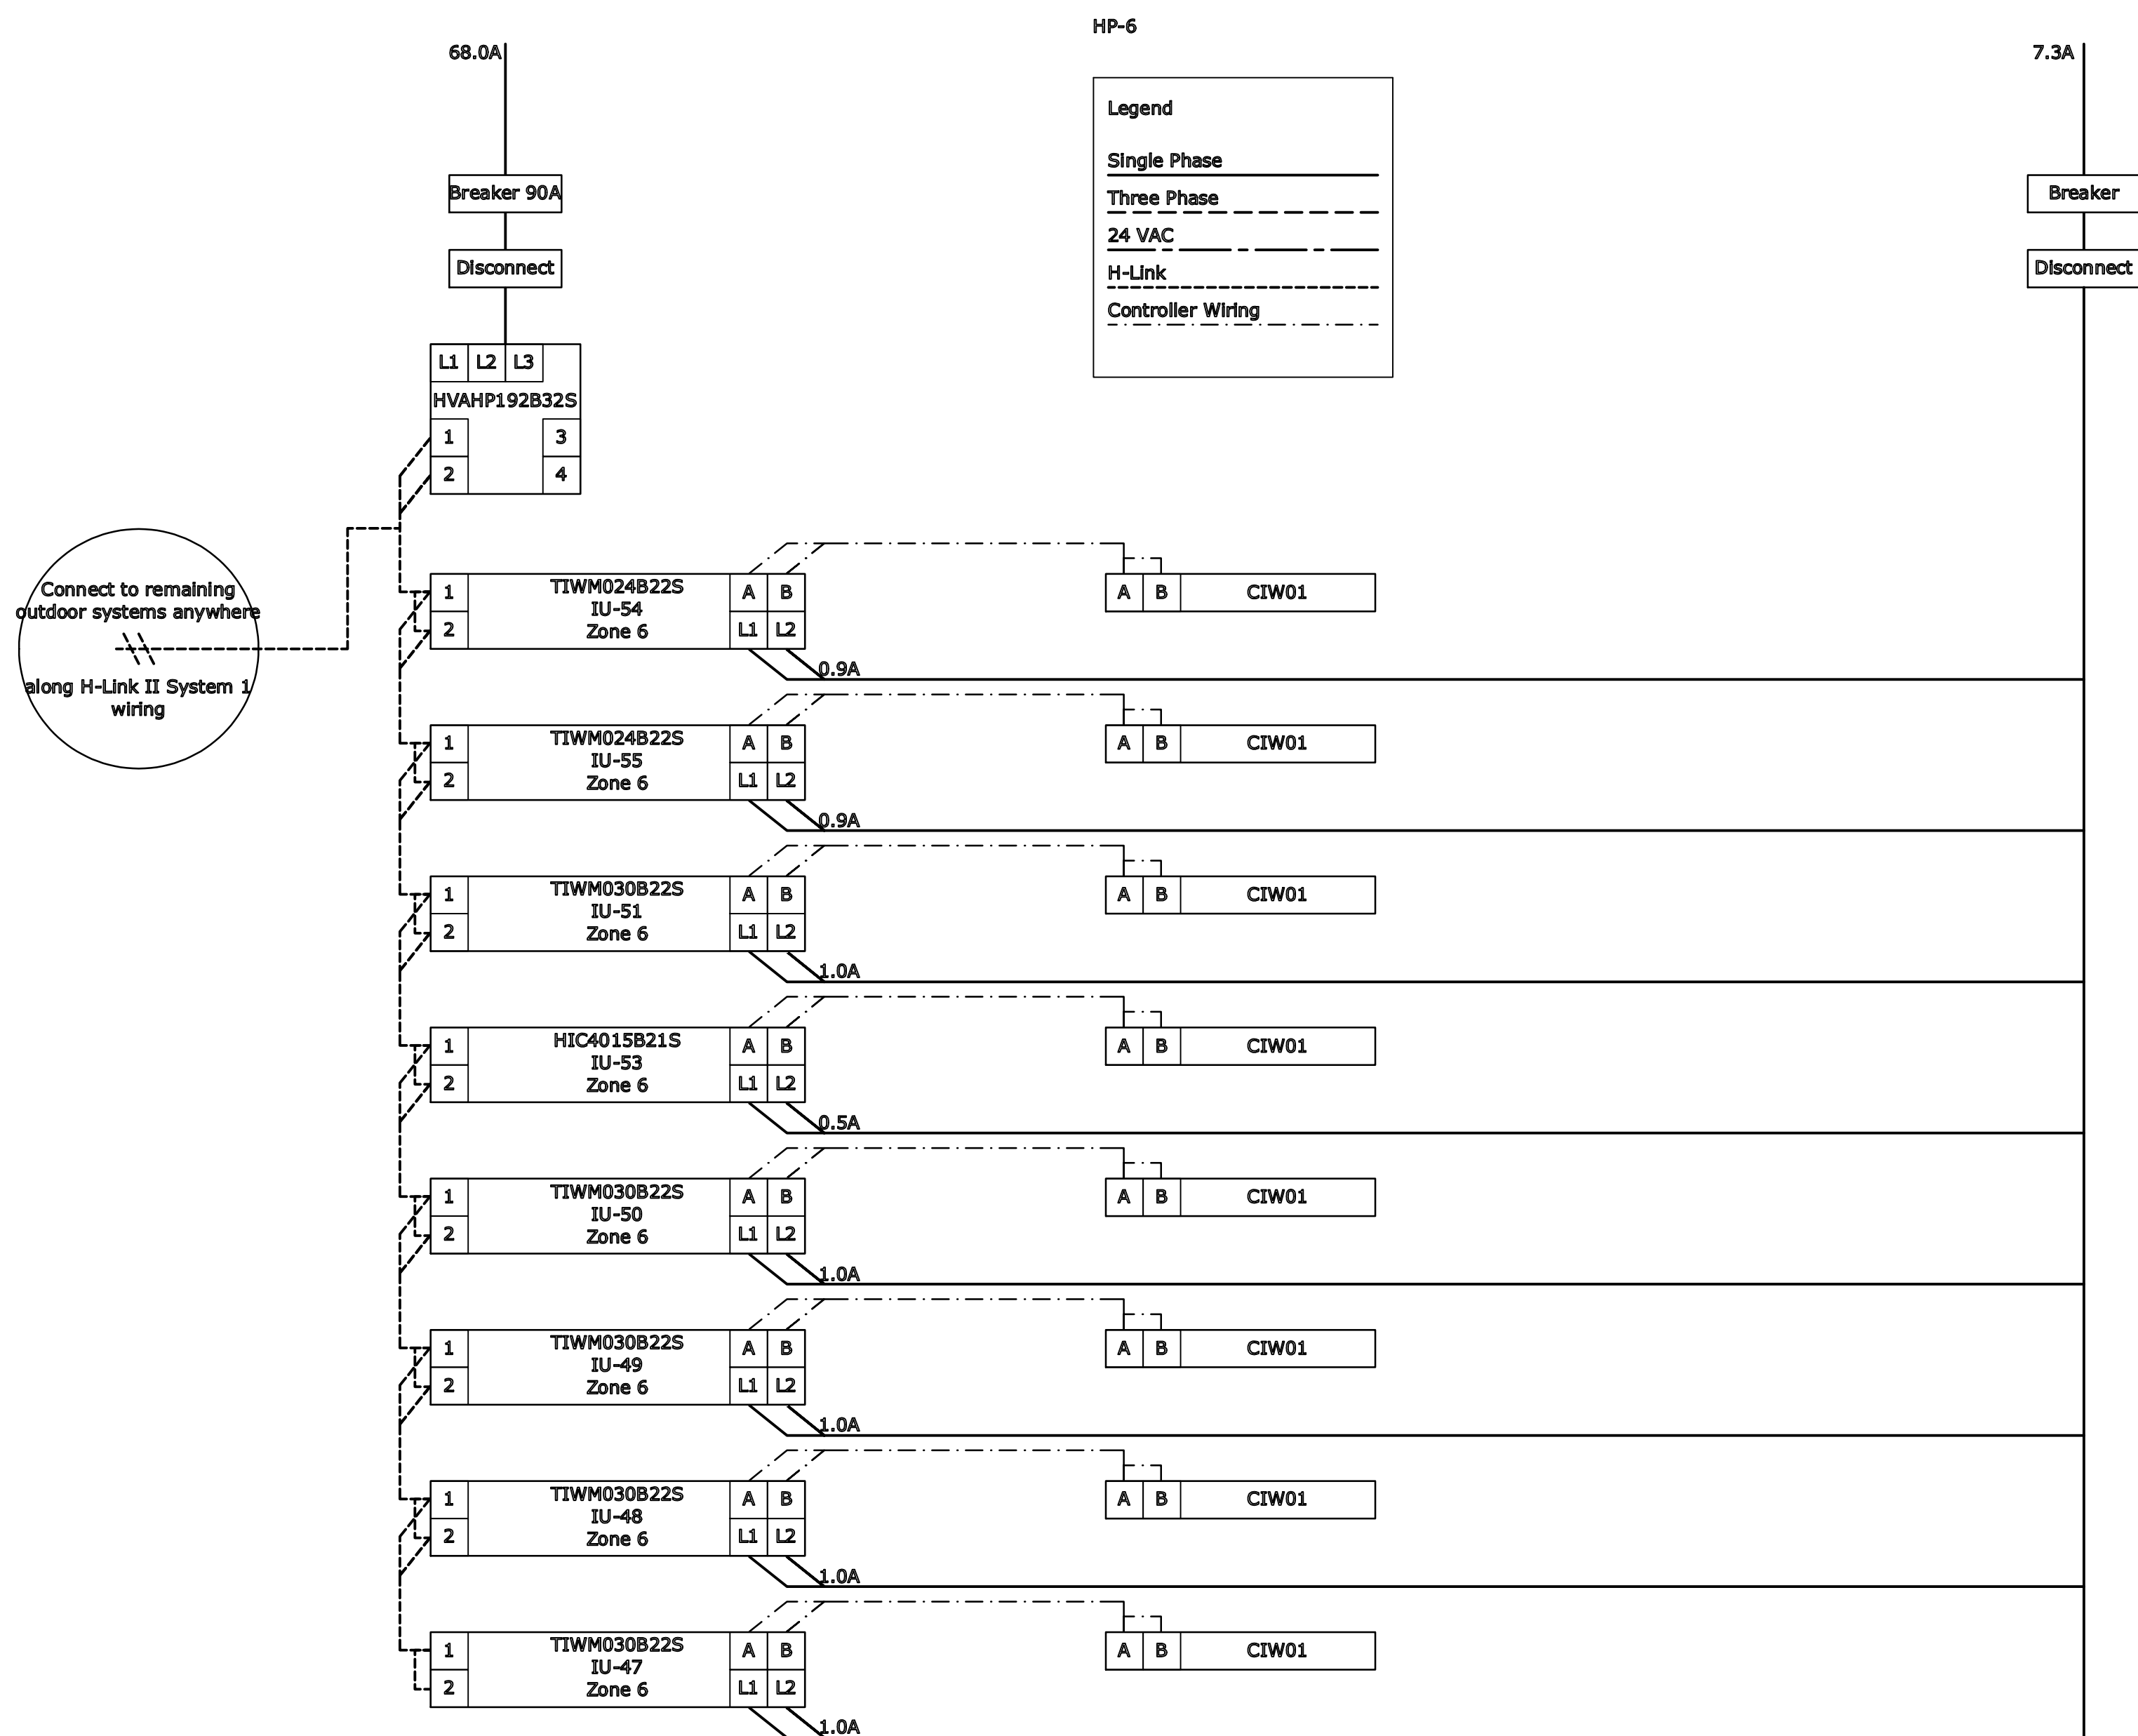 HP-6
68.0A
7.3A
Legend
Single Phase
Three Phase
24 VAC
H-Link
Controller Wiring
Breaker 90A
Breaker
Disconnect
Disconnect
L1 L2 L3
HVAHP192B32S
1 3
2 4
Connect to remaining
outdoor systems anywhere
along H-Link II System 1
wiring
1 TIWM024B22S A B
IU-54
2 Zone 6 L1 L2
A B CIW01
0.9A
1 TIWM024B22S A B
IU-55
2 Zone 6 L1 L2
A B CIW01
0.9A
1 TIWM030B22S A B
IU-51
2 Zone 6 L1 L2
A B CIW01
1.0A
1 HIC4015B21S A B
IU-53
2 Zone 6 L1 L2
A B CIW01
0.5A
1 TIWM030B22S A B
IU-50
2 Zone 6 L1 L2
A B CIW01
1.0A
1 TIWM030B22S A B
IU-49
2 Zone 6 L1 L2
A B CIW01
1.0A
1 TIWM030B22S A B
IU-48
2 Zone 6 L1 L2
A B CIW01
1.0A
1 TIWM030B22S A B
IU-47
2 Zone 6 L1 L2
A B CIW01
1.0A